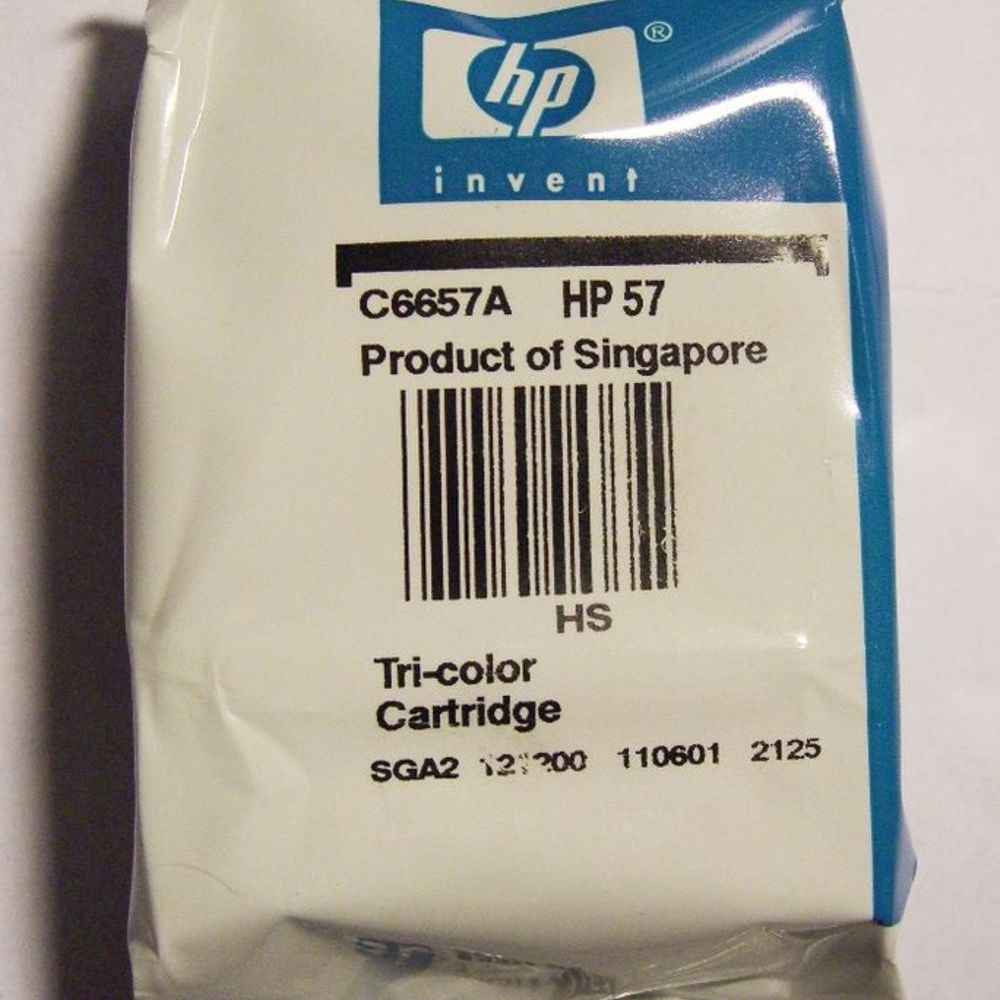 hp ®
invent
C6657A HP 57
Product of Singapore
HS
Tri-color
Cartridge
SGA2 110601 2125